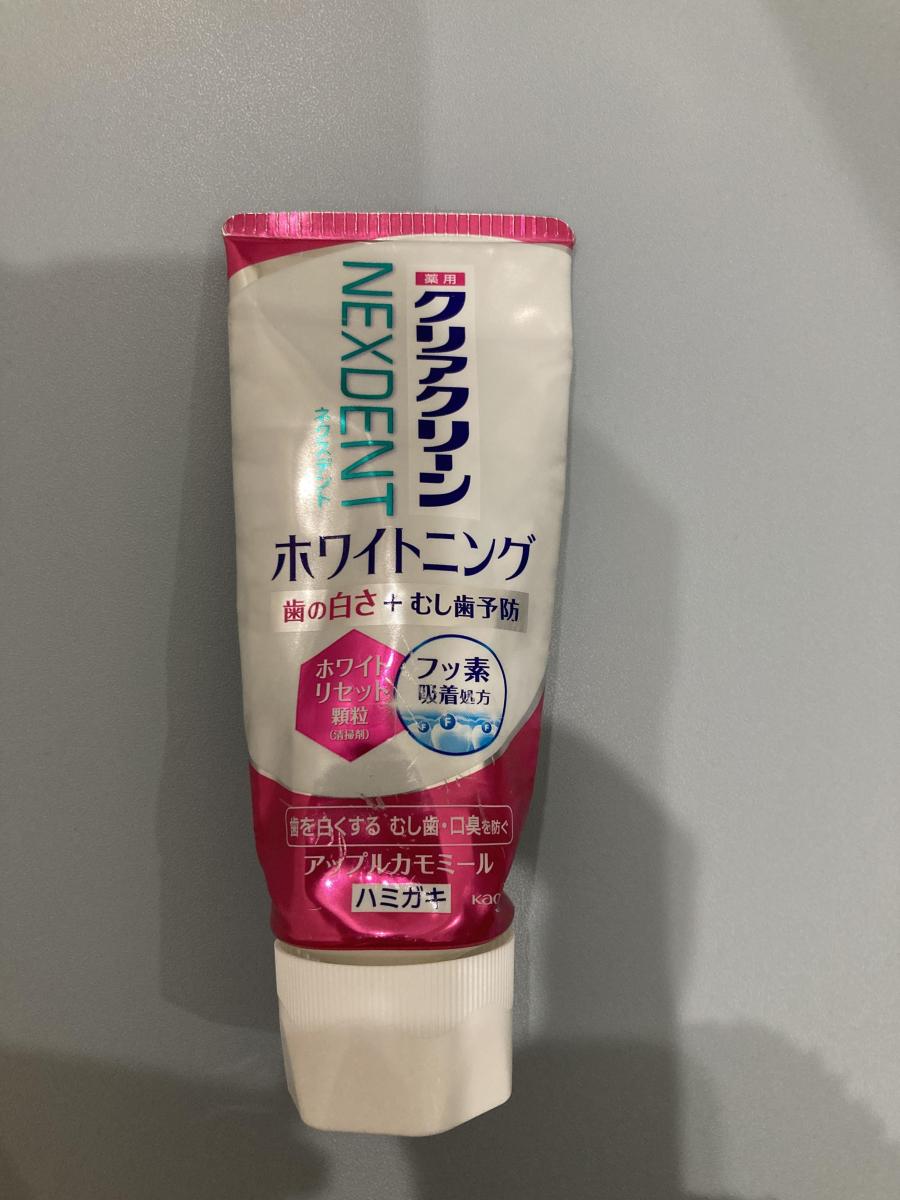 薬用
クリアクリーン
NEXDENT
ネクスデント
ホワイトニング
歯の白さ+むし歯予防
ホワイト
リセット
顆粒
(清掃剤)
フッ素
吸着処方
F
F
F
歯を白くする むし歯・口臭を防ぐ
アップルカモミール
ハミガキ
Kao